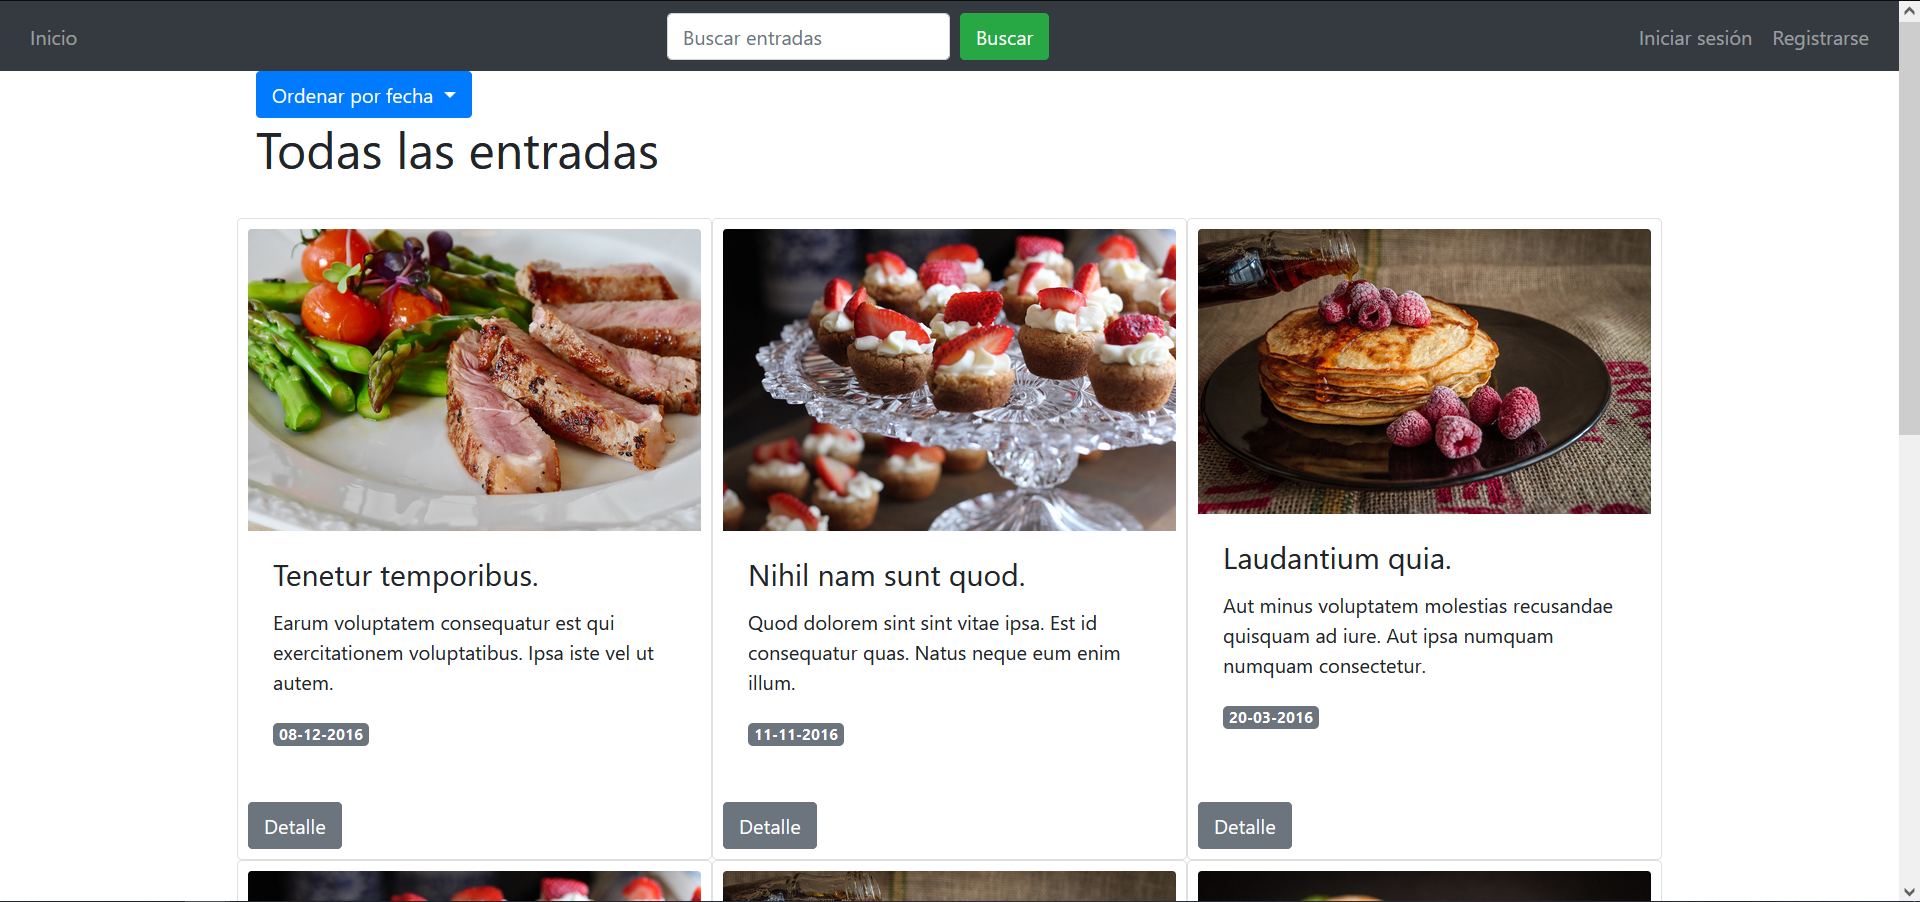 Inicio
Buscar entradas
Buscar
Iniciar sesión
Registrarse
Ordenar por fecha
Todas las entradas
Tenetur temporibus.
Earum voluptatem consequatur est qui
exercitationem voluptatibus. Ipsa iste vel ut
autem.
08-12-2016
Detalle
Nihil nam sunt quod.
Quod dolorem sint sint vitae ipsa. Est id
consequatur quas. Natus neque eum enim
illum.
11-11-2016
Detalle
Laudantium quia.
Aut minus voluptatem molestias recusandae
quisquam ad iure. Aut ipsa numquam
numquam consectetur.
20-03-2016
Detalle